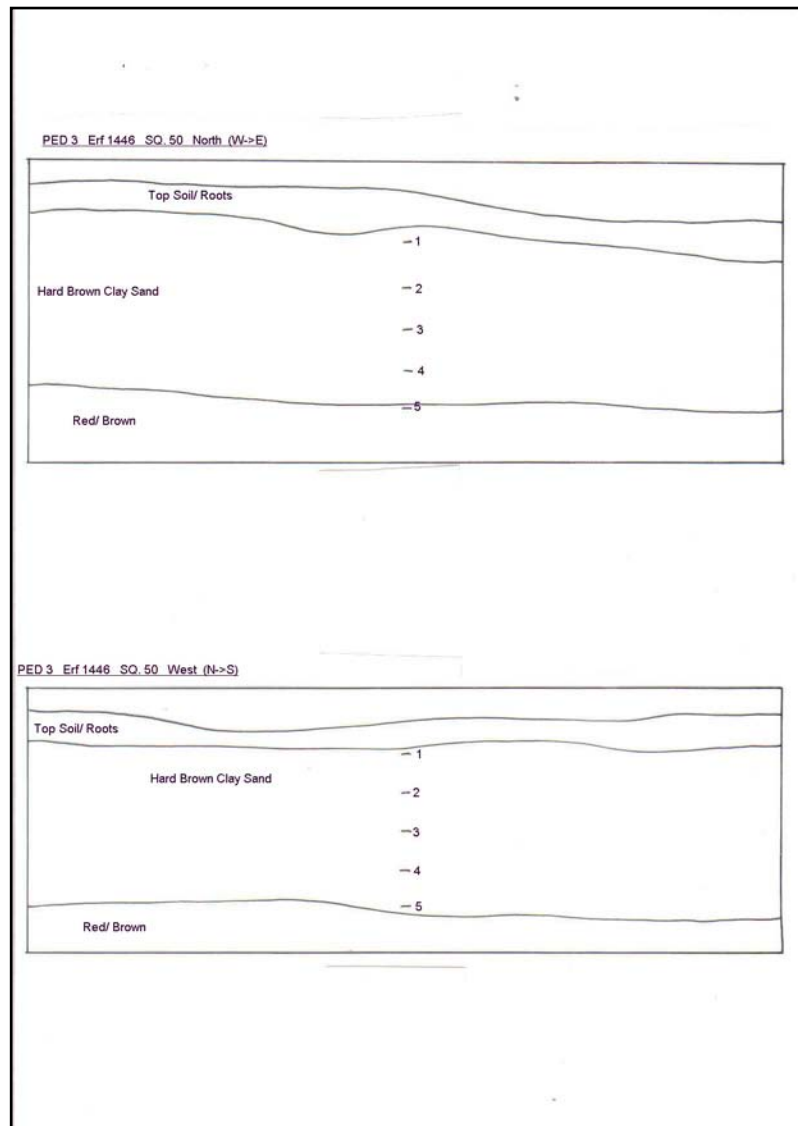 PED 3 Erf 1446 SQ. 50 North (W->E)
Top Soil/ Roots
1
Hard Brown Clay Sand
2
3
4
5
Red/ Brown
PED 3 Erf 1446 SQ. 50 West (N->S)
Top Soil/ Roots
1
Hard Brown Clay Sand
2
3
4
5
Red/ Brown